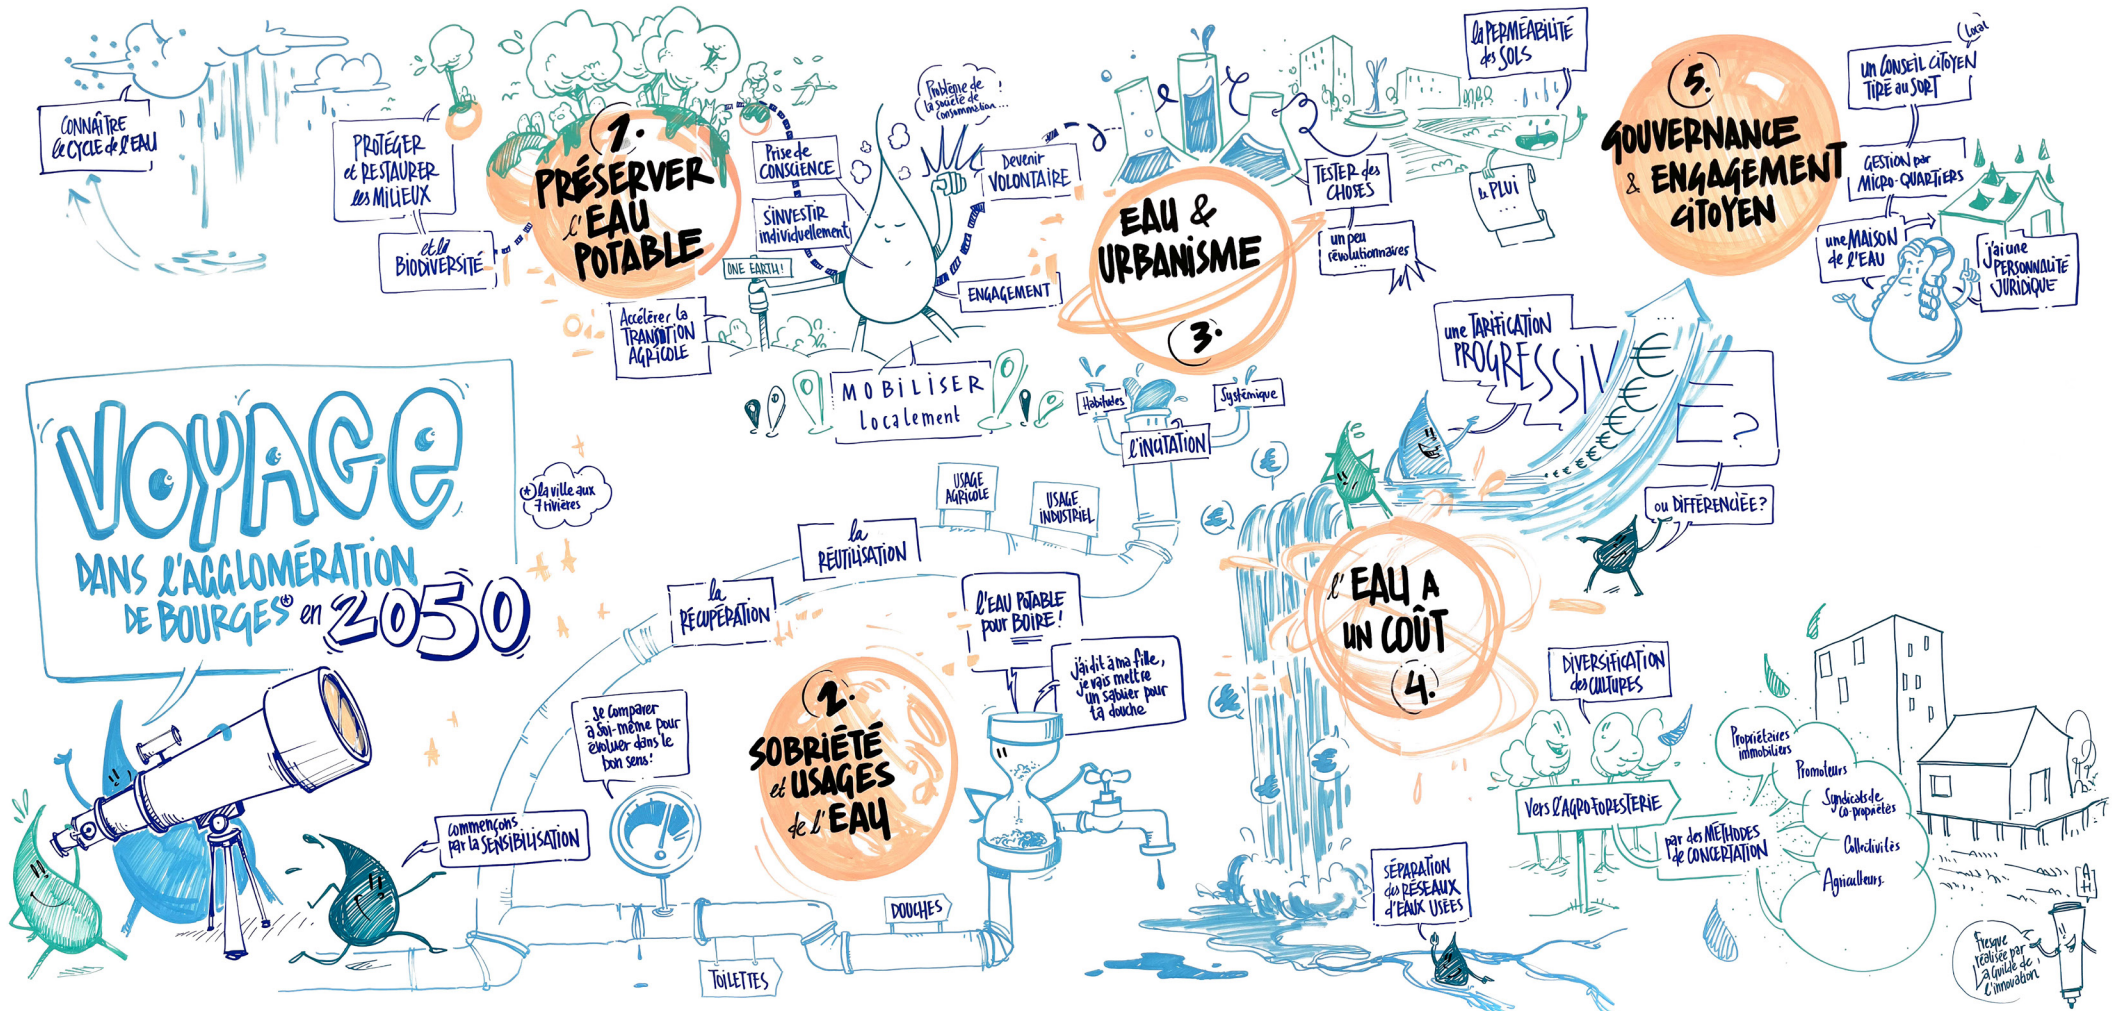 VOYAGE
DANS l'AGGLOMÉRATION
DE BOURGES(*) en 2050
(*) la ville aux
7 rivières
CONNAÎTRE
le CYCLE de l'EAU
PROTÉGER
et RESTAURER
les MiLiEUX
et la
BiODiVERSiTÉ
1.
PRÉSERVER
l'EAU
POTABLE
Accélérer la
TRANSiTiON
AGRiCOLE
Prise de
CONSCiENCE
S'iNVESTiR
individuellement
ONE EARTH!
Problème de
la société de
consommation...
!
Devenir
VOLONTAiRE
ENGAGEMENT
MOBiLiSER
Localement
commençons
par la SENSiBiLiSATiON
se comparer
à soi-même pour
évoluer dans le
bon sens!
2.
SOBRiÉTÉ
et USAGES
de l'EAU
l'EAU POTABLE
pour BOiRE!
j'ai dit à ma fille,
je vais mettre
un sablier pour
ta douche
TOiLETTES
DOUCHES
la
RÉCUPÉRATiON
la
RÉUTiLiSATiON
USAGE
AGRiCOLE
USAGE
iNDUSTRiEL
Habitudes
Systémique
l'iNCiTATiON
EAU &
URBANiSME
3.
TESTER des
CHOSES
un peu
révolutionnaires
la PERMÉABiLiTÉ
des SOLS
le PLUi
l'EAU A
UN COÛT
4.
une TARiFiCATiON
PROGRESSiV
€ € € € € € € € €
?
ou DiFFÉRENCiÉE?
SÉPARATiON
des RÉSEAUX
d'EAUX USÉES
DiVERSiFiCATiON
des CULTURES
Vers l'AGROFORESTERiE
par des MÉTHODES
de CONCERTATiON
Propriétaires
immobiliers
Promoteurs
Syndicats de
co-propriétés
Collectivités
Agriculteurs
5.
GOUVERNANCE
& ENGAGEMENT
CiTOYEN
un CONSEiL CiTOYEN
TiRÉ au SORT
(Local
GESTiON par
MiCRO-QUARTiERS
une MAiSON
de l'EAU
j'ai une
PERSONNALiTÉ
JURiDiQUE
Fresque
réalisée par
la Guilde de
l'innovation